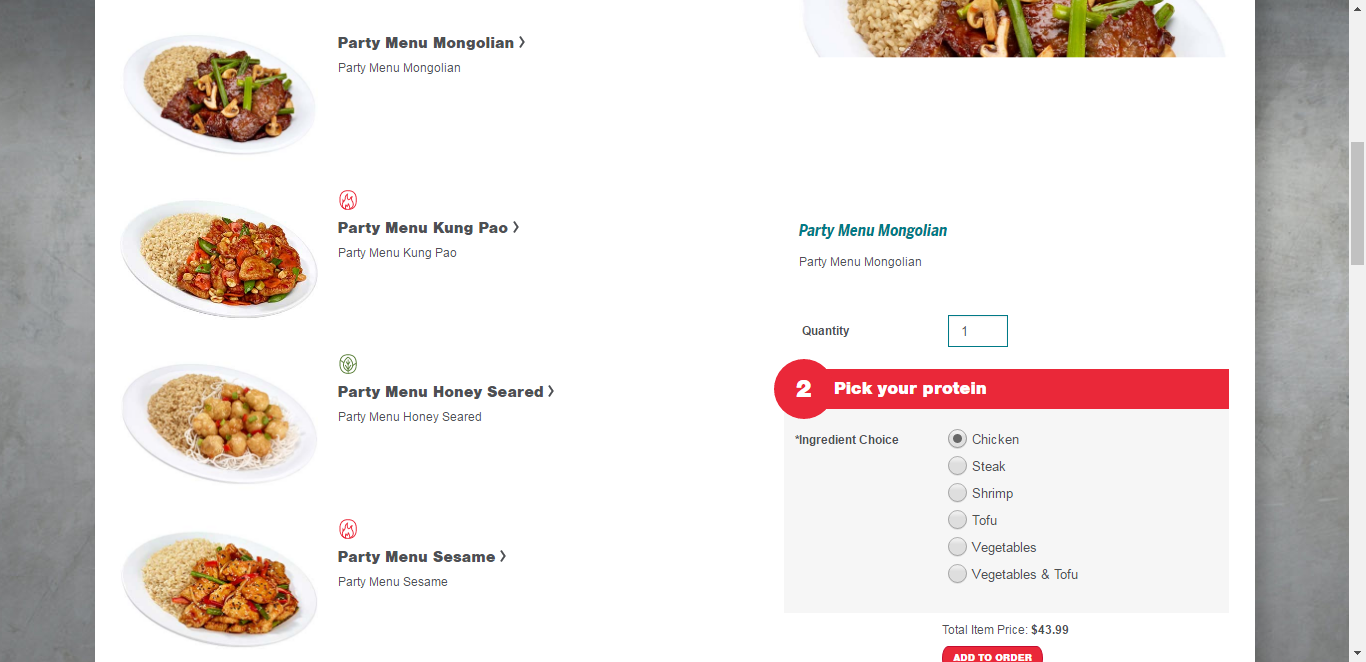 Party Menu Mongolian >
Party Menu Mongolian
Party Menu Kung Pao >
Party Menu Kung Pao
Party Menu Honey Seared >
Party Menu Honey Seared
Party Menu Sesame >
Party Menu Sesame
Party Menu Mongolian
Party Menu Mongolian
Quantity
1
2 Pick your protein
*Ingredient Choice
Chicken
Steak
Shrimp
Tofu
Vegetables
Vegetables & Tofu
Total Item Price: $43.99
ADD TO ORDER